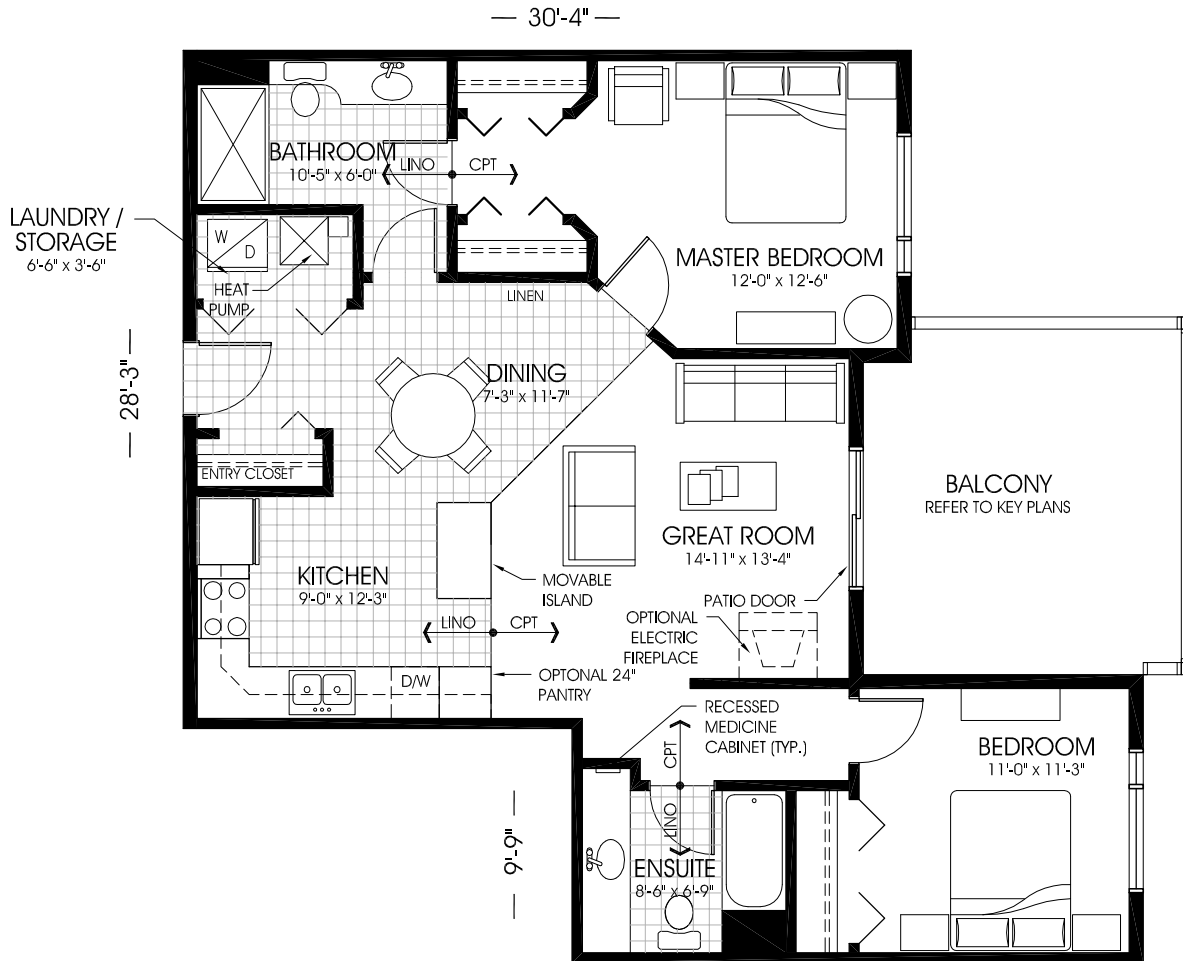 30'-4"
BATHROOM
10'-5" x 6'-0"
LINO
CPT
LAUNDRY /
STORAGE
6'-6" x 3'-6"
W
D
HEAT
PUMP
MASTER BEDROOM
12'-0" x 12'-6"
LINEN
28'-3"
DINING
7'-3" x 11'-7"
ENTRY CLOSET
BALCONY
REFER TO KEY PLANS
GREAT ROOM
14'-11" x 13'-4"
KITCHEN
9'-0" x 12'-3"
MOVABLE
ISLAND
PATIO DOOR
LINO
CPT
OPTIONAL
ELECTRIC
FIREPLACE
D/W
OPTONAL 24"
PANTRY
RECESSED
MEDICINE
CABINET (TYP.)
CPT
LINO
BEDROOM
11'-0" x 11'-3"
9'-9"
ENSUITE
8'-6" x 6'-9"